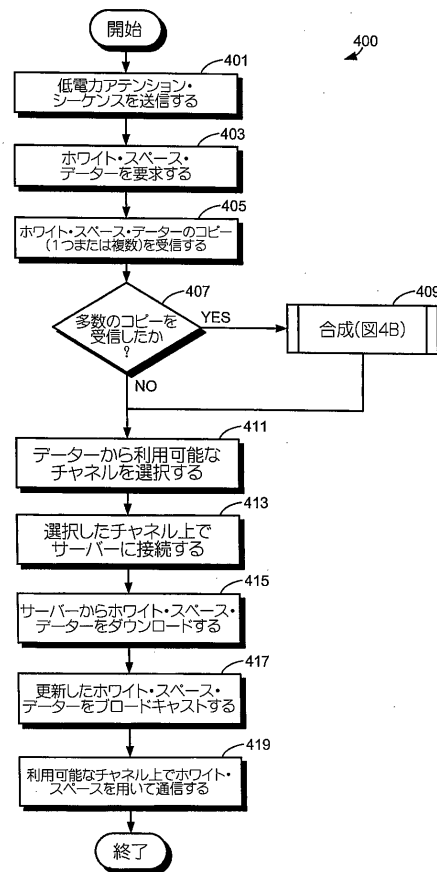 開始
400
401
低電力アテンション・
シーケンスを送信する
403
ホワイト・スペース・
データーを要求する
405
ホワイト・スペース・データーのコピー
(1つまたは複数)を受信する
407
多数のコピーを
受信したか
?
YES
409
合成(図4B)
NO
411
データーから利用可能な
チャネルを選択する
413
選択したチャネル上で
サーバーに接続する
415
サーバーからホワイト・スペース・
データーをダウンロードする
417
更新したホワイト・スペース・
データーをブロードキャストする
419
利用可能なチャネル上でホワイト・
スペースを用いて通信する
終了